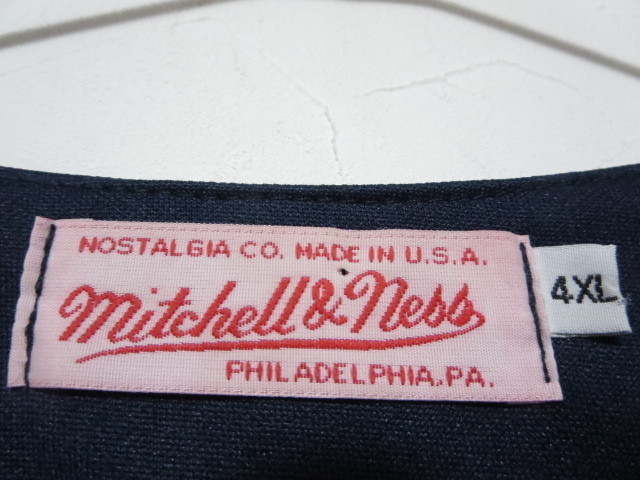 NOSTALGIA CO. MADE IN U.S.A.
Mitchell & Ness
PHILADELPHIA, PA.
4XL